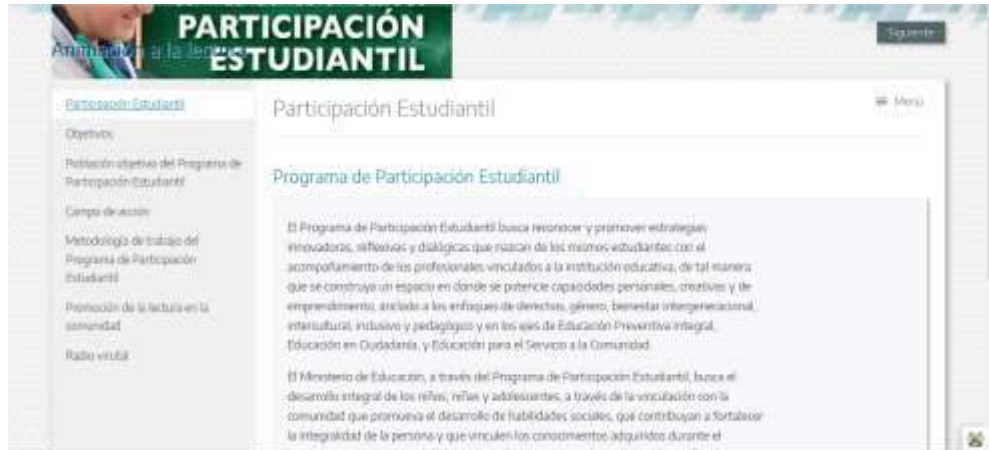 PARTICIPACIÓN
ESTUDIANTIL
Animación a la lectura
Siguiente
Participación Estudiantil
Objetivos
Población objetivo del Programa de
Participación Estudiantil
Campo de acción
Metodología de trabajo del
Programa de Participación
Estudiantil
Promoción de la lectura en la
comunidad
Radio virutal
Participación Estudiantil
Menú
Programa de Participación Estudiantil
El Programa de Participación Estudiantil busca reconocer y promover estrategias
innovadoras, reflexivas y dialógicas que nazcan de los mismos estudiantes con el
acompañamiento de los profesionales vinculados a la institución educativa, de tal manera
que se construya un espacio en donde se potencie capacidades personales, creativas y de
emprendimiento, anclado a los enfoques de derechos, género, bienestar intergeneracional,
intercultural, inclusivo y pedagógico y en los ejes de Educación Preventiva integral,
Educación en Ciudadanía, y Educación para el Servicio a la Comunidad.
El Ministerio de Educación, a través del Programa de Participación Estudiantil, busca el
desarrollo integral de los niños, niñas y adolescentes, a través de la vinculación con la
comunidad que promueva el desarrollo de habilidades sociales, que contribuyan a fortalecer
la integralidad de la persona y que vinculen los conocimientos adquiridos durante el